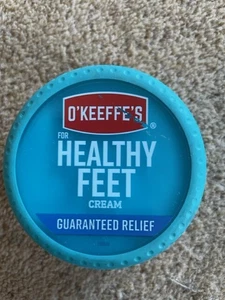 O'KEEFFE'S®
FOR
HEALTHY
FEET
CREAM
GUARANTEED RELIEF